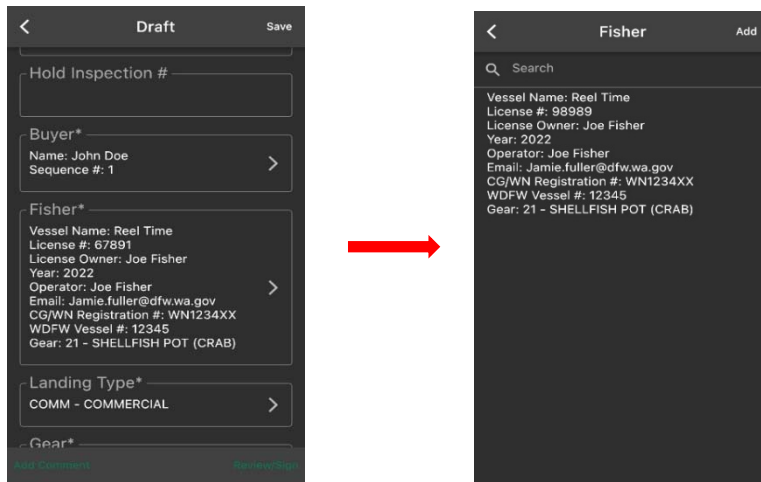 Draft
Save
Hold Inspection #
Buyer*
Name: John Doe
Sequence #: 1
Fisher*
Vessel Name: Reel Time
License #: 67891
License Owner: Joe Fisher
Year: 2022
Operator: Joe Fisher
Email: Jamie.fuller@dfw.wa.gov
CG/WN Registration #: WN1234XX
WDFW Vessel #: 12345
Gear: 21 - SHELLFISH POT (CRAB)
Landing Type*
COMM - COMMERCIAL
Gear*
Add Comment
Review/Sign
Fisher
Add
Search
Vessel Name: Reel Time
License #: 98989
License Owner: Joe Fisher
Year: 2022
Operator: Joe Fisher
Email: Jamie.fuller@dfw.wa.gov
CG/WN Registration #: WN1234XX
WDFW Vessel #: 12345
Gear: 21 - SHELLFISH POT (CRAB)